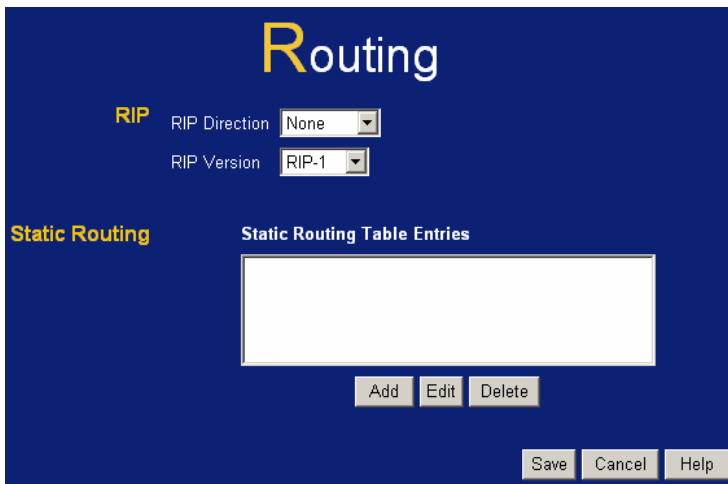 Routing
RIP
RIP Direction None
RIP Version RIP-1
Static Routing
Static Routing Table Entries
Add Edit Delete
Save Cancel Help